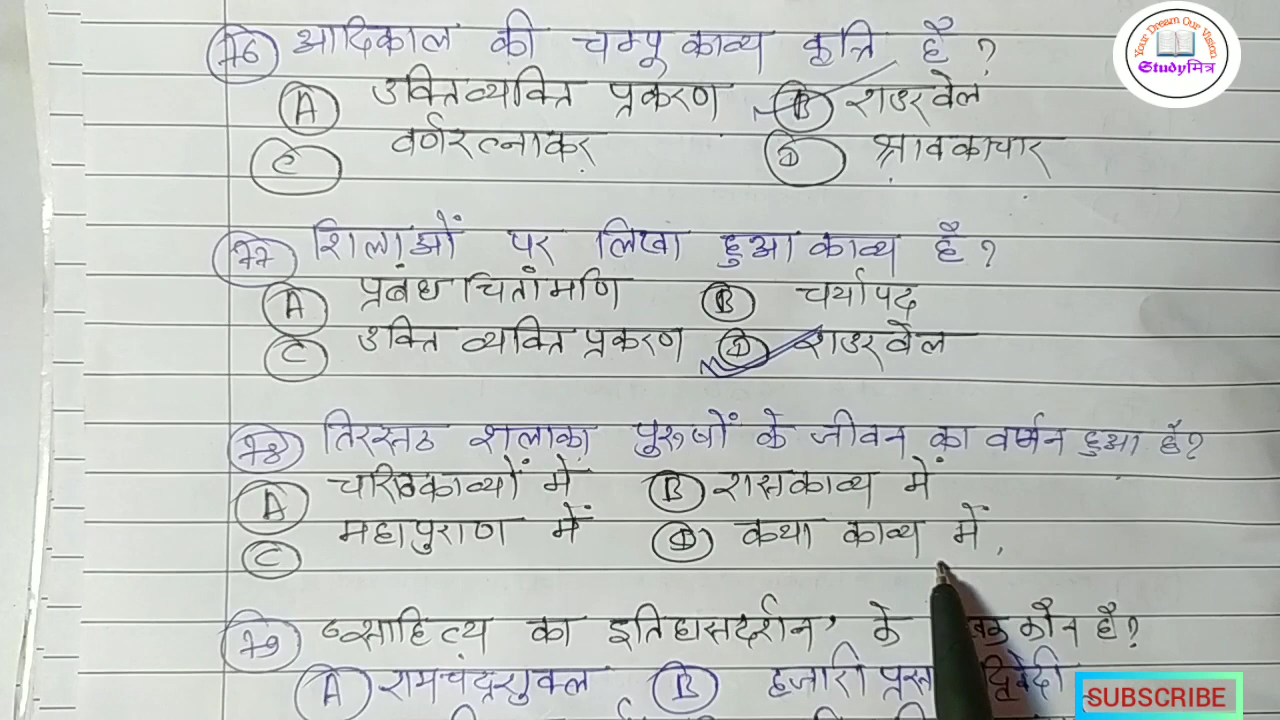 Your Dream Our Vision
Studyमित्र
76 आदिकाल की चम्पू काव्य कृति है ?
A उक्तिव्यक्ति प्रकरण B राउरवेल
C वर्णरत्नाकर D श्रावकाचार
77 शिलाओं पर लिखा हुआ काव्य है ?
A प्रबंध चितांमणि B चर्यापद
C उक्ति व्यक्ति प्रकरण D राउरवेल
78 तिरसठ शलाका पुरूषों के जीवन का वर्णन हुआ है?
A चरितकाव्यों में B रासकाव्य में
C महापुराण में D कथा काव्य में,
79 'साहित्य का इतिहासदर्शन' के कौन है?
A रामचंद्रशुक्ल B हजारी द्विवेदी
SUBSCRIBE